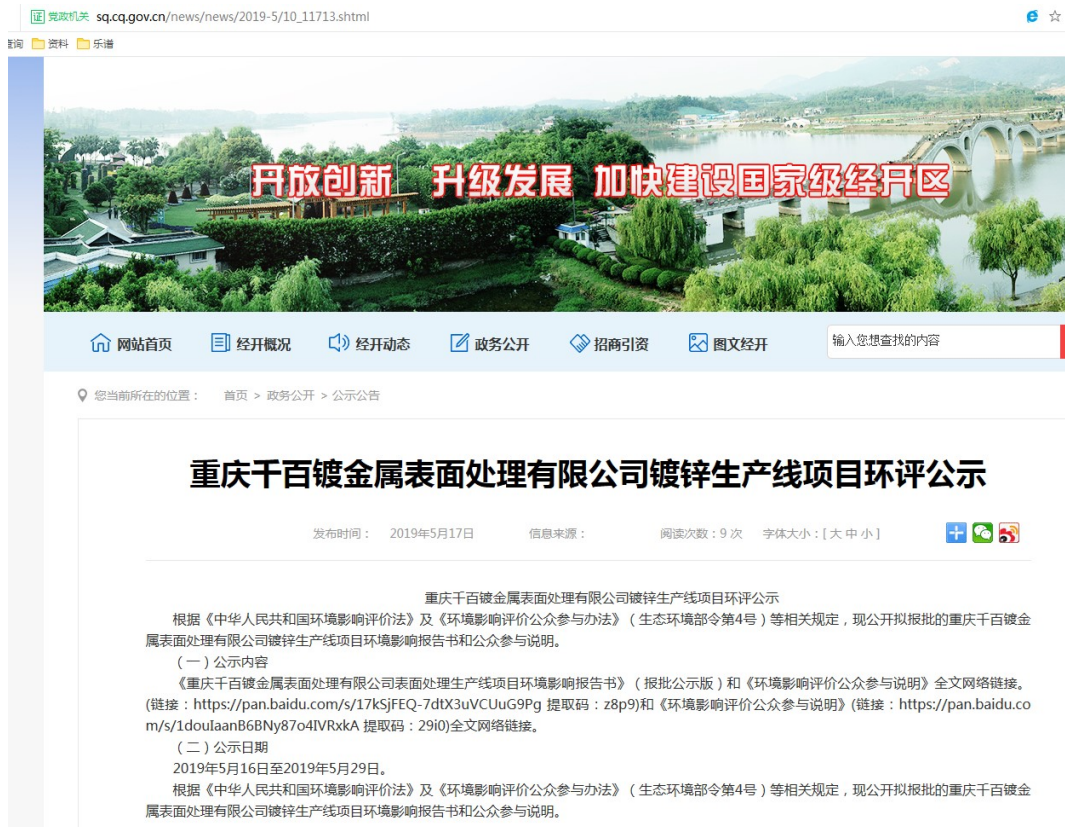 证 党政机关 sq.cq.gov.cn/news/news/2019-5/10_11713.shtml
查询 资料 乐谱
开放创新 升级发展 加快建设国家级经开区
网站首页 经开概况 经开动态 政务公开 招商引资 图文经开 输入您想查找的内容
您当前所在的位置： 首页 > 政务公开 > 公示公告
重庆千百镀金属表面处理有限公司镀锌生产线项目环评公示
发布时间： 2019年5月17日 信息来源： 阅读次数：9 次 字体大小：[ 大 中 小 ]
重庆千百镀金属表面处理有限公司镀锌生产线项目环评公示
根据《中华人民共和国环境影响评价法》及《环境影响评价公众参与办法》（生态环境部令第4号）等相关规定，现公开拟报批的重庆千百镀金
属表面处理有限公司镀锌生产线项目环境影响报告书和公众参与说明。
（一）公示内容
《重庆千百镀金属表面处理有限公司表面处理生产线项目环境影响报告书》（报批公示版）和《环境影响评价公众参与说明》全文网络链接。
(链接：https://pan.baidu.com/s/17kSjFEQ-7dtX3uVCUuG9Pg 提取码：z8p9)和《环境影响评价公众参与说明》(链接：https://pan.baidu.co
m/s/1douIaanB6BNy87o4IVRxkA 提取码：29i0)全文网络链接。
（二）公示日期
2019年5月16日至2019年5月29日。
根据《中华人民共和国环境影响评价法》及《环境影响评价公众参与办法》（生态环境部令第4号）等相关规定，现公开拟报批的重庆千百镀金
属表面处理有限公司镀锌生产线项目环境影响报告书和公众参与说明。